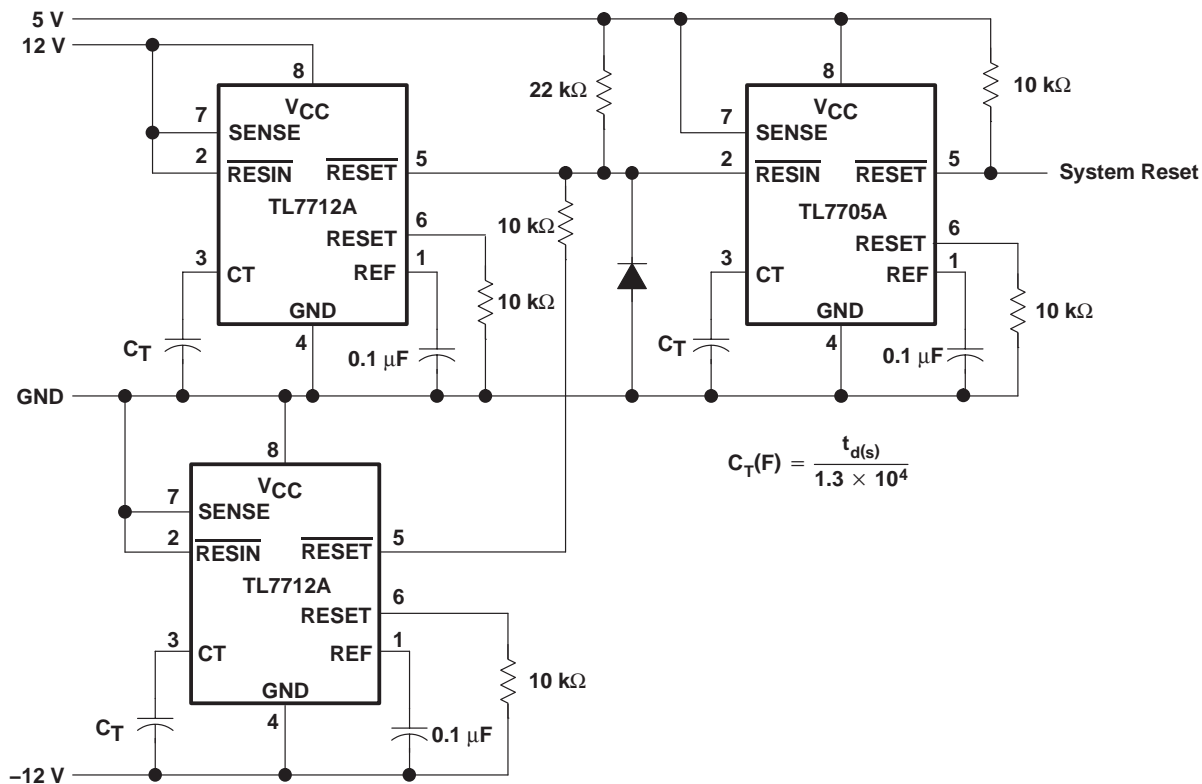 5 V
12 V
8
VCC
7
SENSE
2
RESIN
RESET
5
TL7712A
6
RESET
3
CT
REF
1
GND
4
CT
0.1 μF
10 kΩ
10 kΩ
22 kΩ
8
VCC
7
SENSE
2
RESIN
RESET
5
TL7705A
6
RESET
3
CT
REF
1
GND
4
CT
0.1 μF
10 kΩ
10 kΩ
System Reset
GND
8
VCC
7
SENSE
2
RESIN
RESET
5
TL7712A
6
RESET
3
CT
REF
1
GND
4
CT
0.1 μF
10 kΩ
–12 V
CT(F) = td(s) / 1.3 × 10⁴